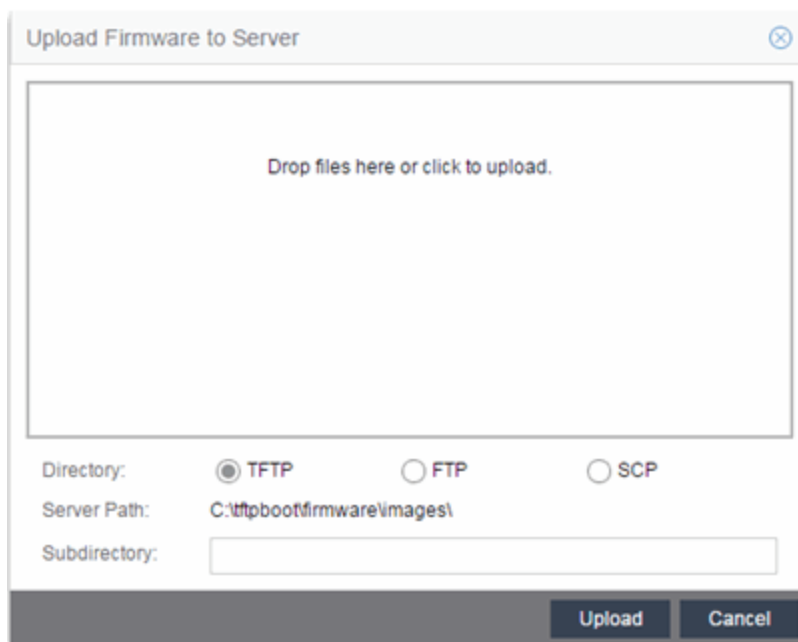 Upload Firmware to Server
Drop files here or click to upload.
Directory: TFTP FTP SCP
Server Path: C:\tftpboot\firmware\images\
Subdirectory:
Upload Cancel